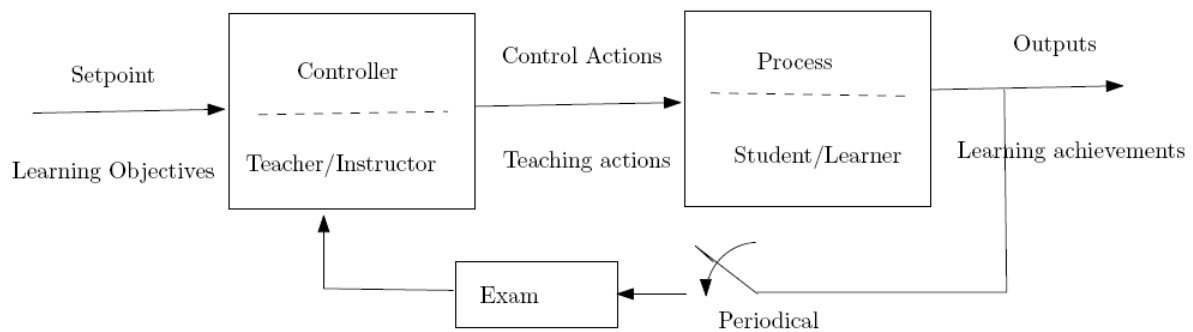 Setpoint
Learning Objectives
Controller
Teacher/Instructor
Control Actions
Teaching actions
Process
Student/Learner
Outputs
Learning achievements
Exam
Periodical